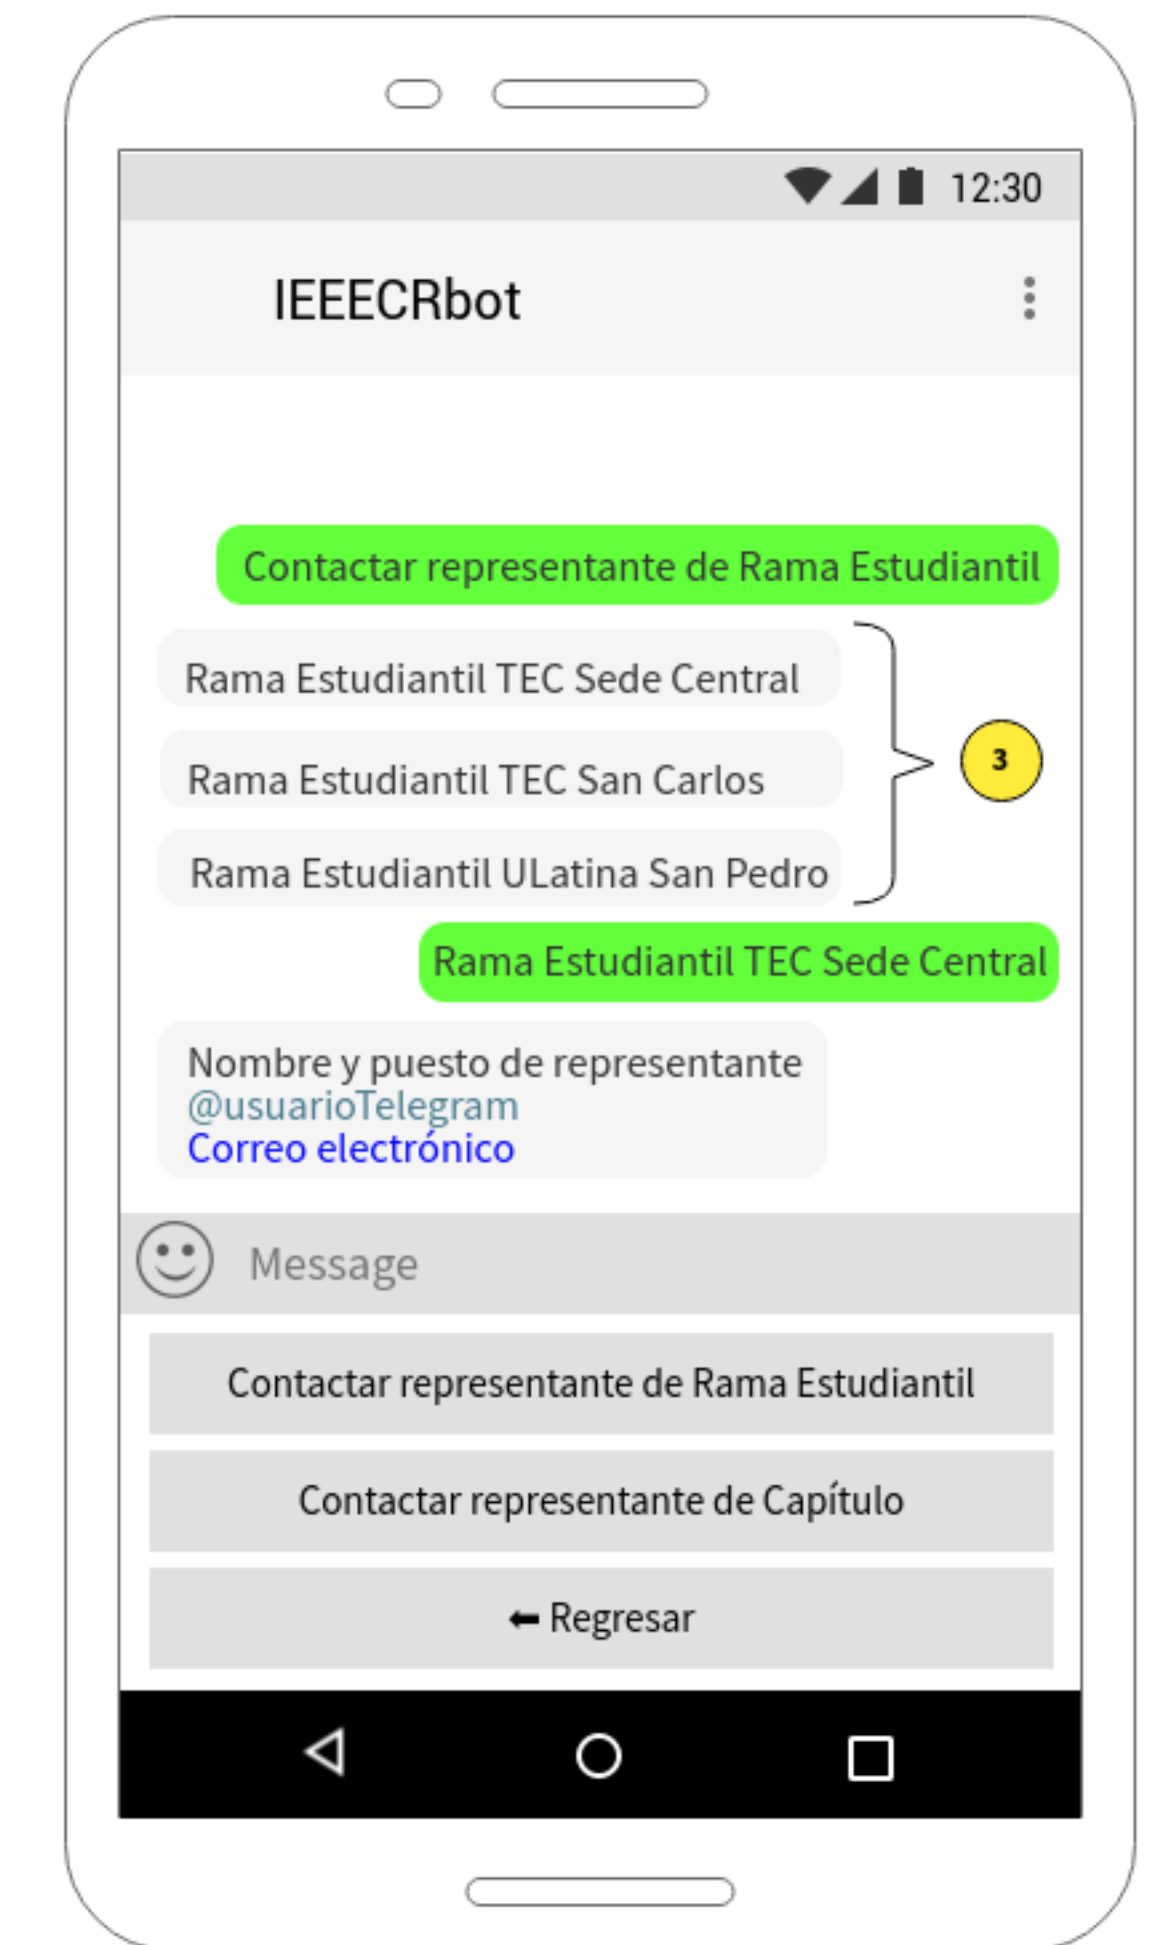 12:30
IEEECRbot
Contactar representante de Rama Estudiantil
Rama Estudiantil TEC Sede Central
Rama Estudiantil TEC San Carlos
3
Rama Estudiantil ULatina San Pedro
Rama Estudiantil TEC Sede Central
Nombre y puesto de representante
@usuarioTelegram
Correo electrónico
Message
Contactar representante de Rama Estudiantil
Contactar representante de Capítulo
⬅ Regresar